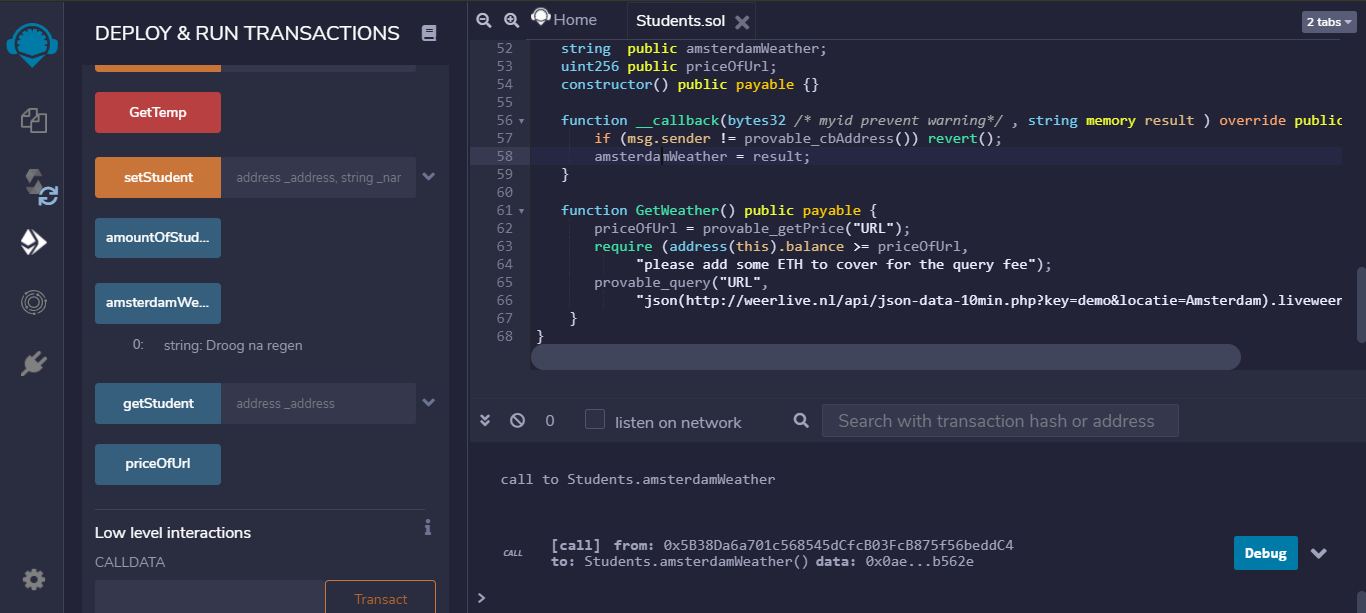 DEPLOY & RUN TRANSACTIONS
GetTemp
setStudent
address _address, string _nar
amountOfStud...
amsterdamWe...
0: string: Droog na regen
getStudent
address _address
priceOfUrl
Low level interactions
CALLDATA
Transact
Home
Students.sol
2 tabs
52 string public amsterdamWeather;
53 uint256 public priceOfUrl;
54 constructor() public payable {}
55
56 function __callback(bytes32 /* myid prevent warning*/ , string memory result ) override public
57 if (msg.sender != provable_cbAddress()) revert();
58 amsterdamWeather = result;
59 }
60
61 function GetWeather() public payable {
62 priceOfUrl = provable_getPrice("URL");
63 require (address(this).balance >= priceOfUrl,
64 "please add some ETH to cover for the query fee");
65 provable_query("URL",
66 "json(http://weerlive.nl/api/json-data-10min.php?key=demo&locatie=Amsterdam).liveweer
67 }
68 }
0
listen on network
Search with transaction hash or address
call to Students.amsterdamWeather
CALL
[call] from: 0x5B38Da6a701c568545dCfcB03FcB875f56beddC4
to: Students.amsterdamWeather() data: 0x0ae...b562e
Debug
>